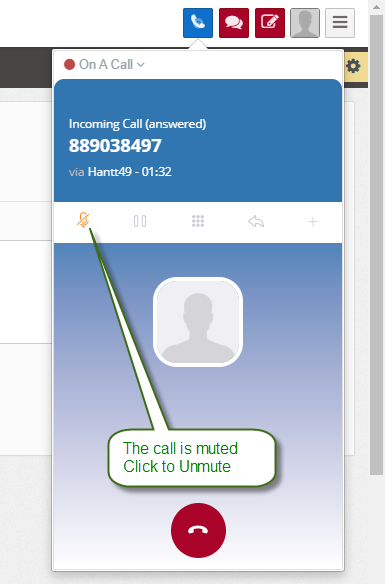 On A Call
Incoming Call (answered)
889038497
via Hantt49 - 01:32
The call is muted
Click to Unmute